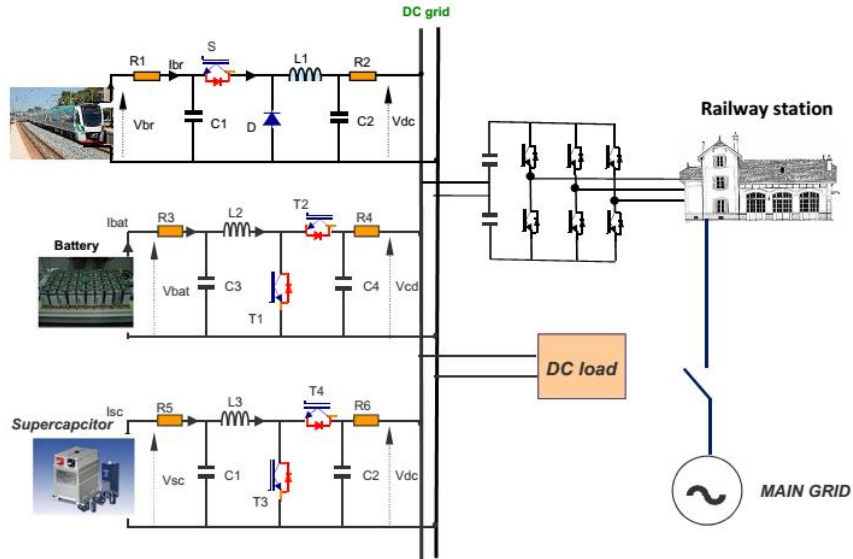 DC grid
R1
Ibr
S
L1
R2
Vbr
C1
D
C2
Vdc
Railway station
Ibat
R3
L2
T2
R4
Battery
Vbat
C3
T1
C4
Vcd
DC load
Isc
R5
L3
T4
R6
Supercapcitor
Vsc
C1
T3
C2
Vdc
MAIN GRID